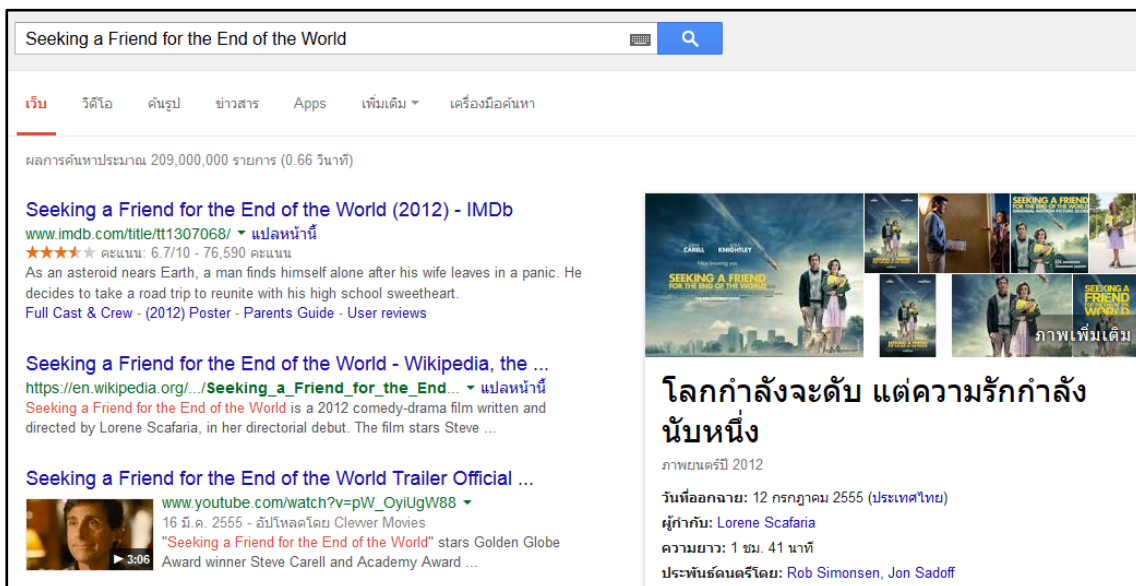 Seeking a Friend for the End of the World
เว็บ วิดีโอ ค้นรูป ข่าวสาร Apps เพิ่มเติม เครื่องมือค้นหา
ผลการค้นหาประมาณ 209,000,000 รายการ (0.66 วินาที)
Seeking a Friend for the End of the World (2012) - IMDb
www.imdb.com/title/tt1307068/ แปลหน้านี้
คะแนน: 6.7/10 - 76,590 คะแนน
As an asteroid nears Earth, a man finds himself alone after his wife leaves in a panic. He
decides to take a road trip to reunite with his high school sweetheart.
Full Cast & Crew - (2012) Poster - Parents Guide - User reviews
Seeking a Friend for the End of the World - Wikipedia, the ...
https://en.wikipedia.org/.../Seeking_a_Friend_for_the_End... แปลหน้านี้
Seeking a Friend for the End of the World is a 2012 comedy-drama film written and
directed by Lorene Scafaria, in her directorial debut. The film stars Steve ...
Seeking a Friend for the End of the World Trailer Official ...
www.youtube.com/watch?v=pW_OyiUgW88
16 มี.ค. 2555 - อัปโหลดโดย Clevver Movies
"Seeking a Friend for the End of the World" stars Golden Globe
3:06
Award winner Steve Carell and Academy Award ...
CARELL KNIGHTLEY
SEEKING A FRIEND
FOR THE END OF THE WORLD
SEEKING A FRIEND
FOR THE END OF THE WORLD
ORIGINAL MOTION PICTURE SCORE
SEEKING A
FRIEND
WORLD
ภาพเพิ่มเติม
โลกกำลังจะดับ แต่ความรักกำลัง
นับหนึ่ง
ภาพยนตร์ปี 2012
วันที่ออกฉาย: 12 กรกฎาคม 2555 (ประเทศไทย)
ผู้กำกับ: Lorene Scafaria
ความยาว: 1 ชม. 41 นาที
ประพันธ์ดนตรีโดย: Rob Simonsen, Jon Sadoff